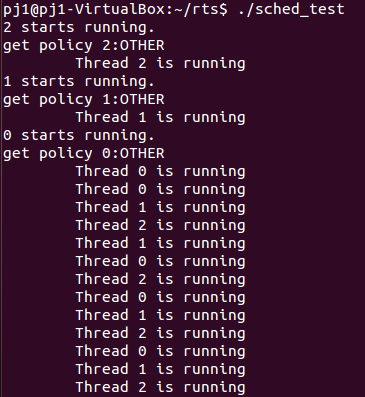 pj1@pj1-VirtualBox:~/rts$ ./sched_test
2 starts running.
get policy 2:OTHER
        Thread 2 is running
1 starts running.
get policy 1:OTHER
        Thread 1 is running
0 starts running.
get policy 0:OTHER
        Thread 0 is running
        Thread 0 is running
        Thread 1 is running
        Thread 2 is running
        Thread 1 is running
        Thread 0 is running
        Thread 2 is running
        Thread 0 is running
        Thread 1 is running
        Thread 2 is running
        Thread 0 is running
        Thread 1 is running
        Thread 2 is running